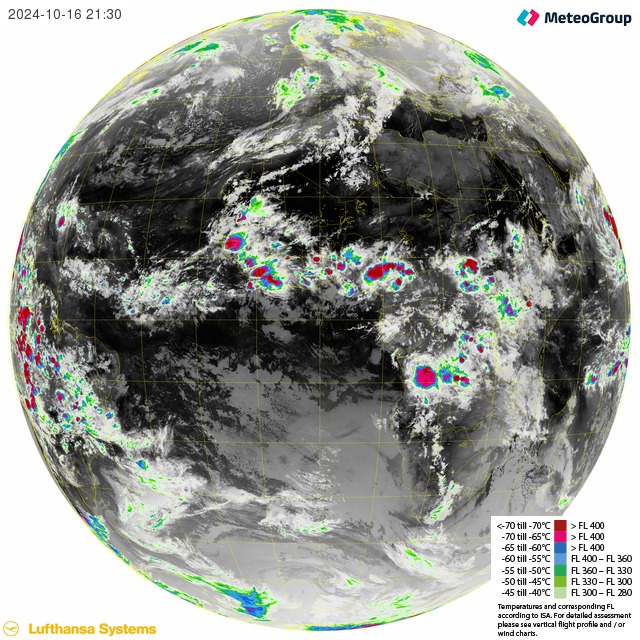 2024-10-16 21:30
MeteoGroup
<-70 till -70°C > FL 400
-70 till -65°C > FL 400
-65 till -60°C > FL 400
-60 till -55°C FL 400 – FL 360
-55 till -50°C FL 360 – FL 330
-50 till -45°C FL 330 – FL 300
-45 till -40°C FL 300 – FL 280
Temperatures and corresponding FL
according to ISA. For detailed assessment
please see vertical flight profile and / or
wind charts.
Lufthansa Systems